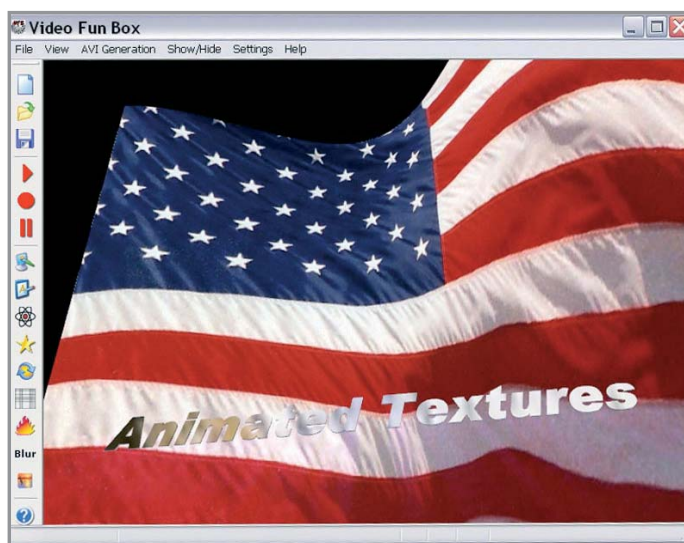 Video Fun Box
File View AVI Generation Show/Hide Settings Help
Animated Textures
Blur